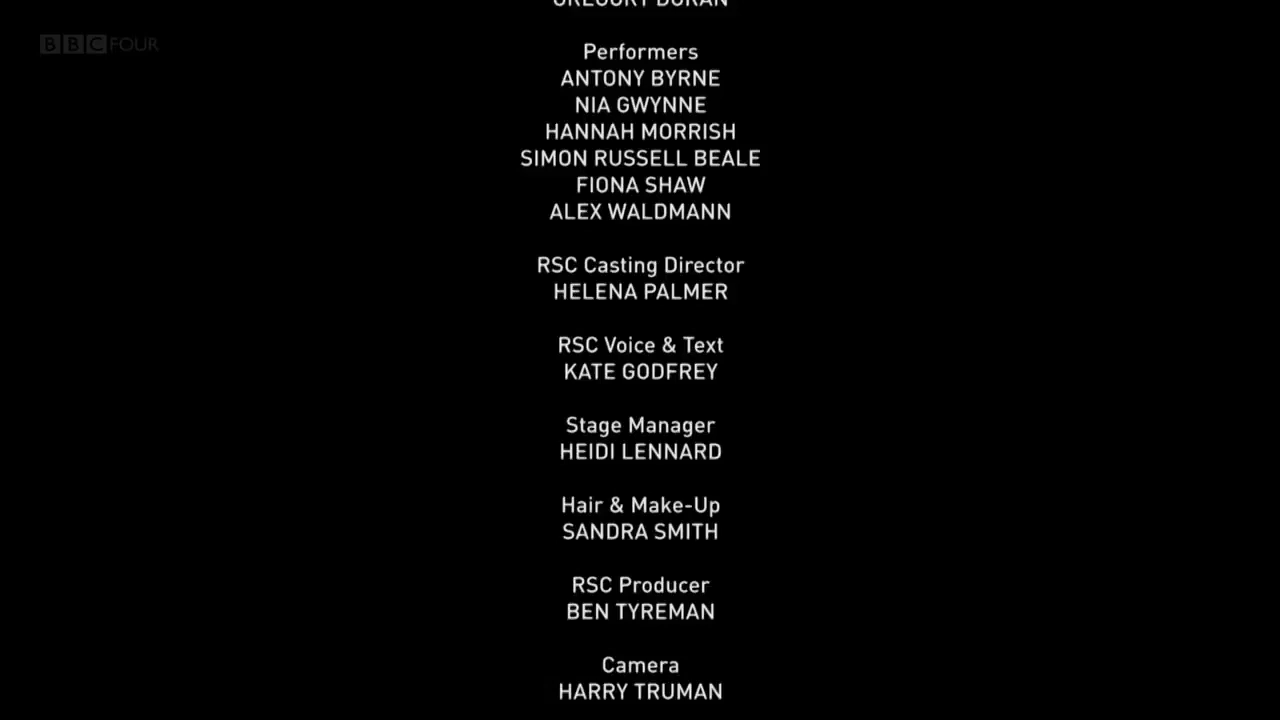 GREGORY DORAN
BBC FOUR
Performers
ANTONY BYRNE
NIA GWYNNE
HANNAH MORRISH
SIMON RUSSELL BEALE
FIONA SHAW
ALEX WALDMANN
RSC Casting Director
HELENA PALMER
RSC Voice & Text
KATE GODFREY
Stage Manager
HEIDI LENNARD
Hair & Make-Up
SANDRA SMITH
RSC Producer
BEN TYREMAN
Camera
HARRY TRUMAN